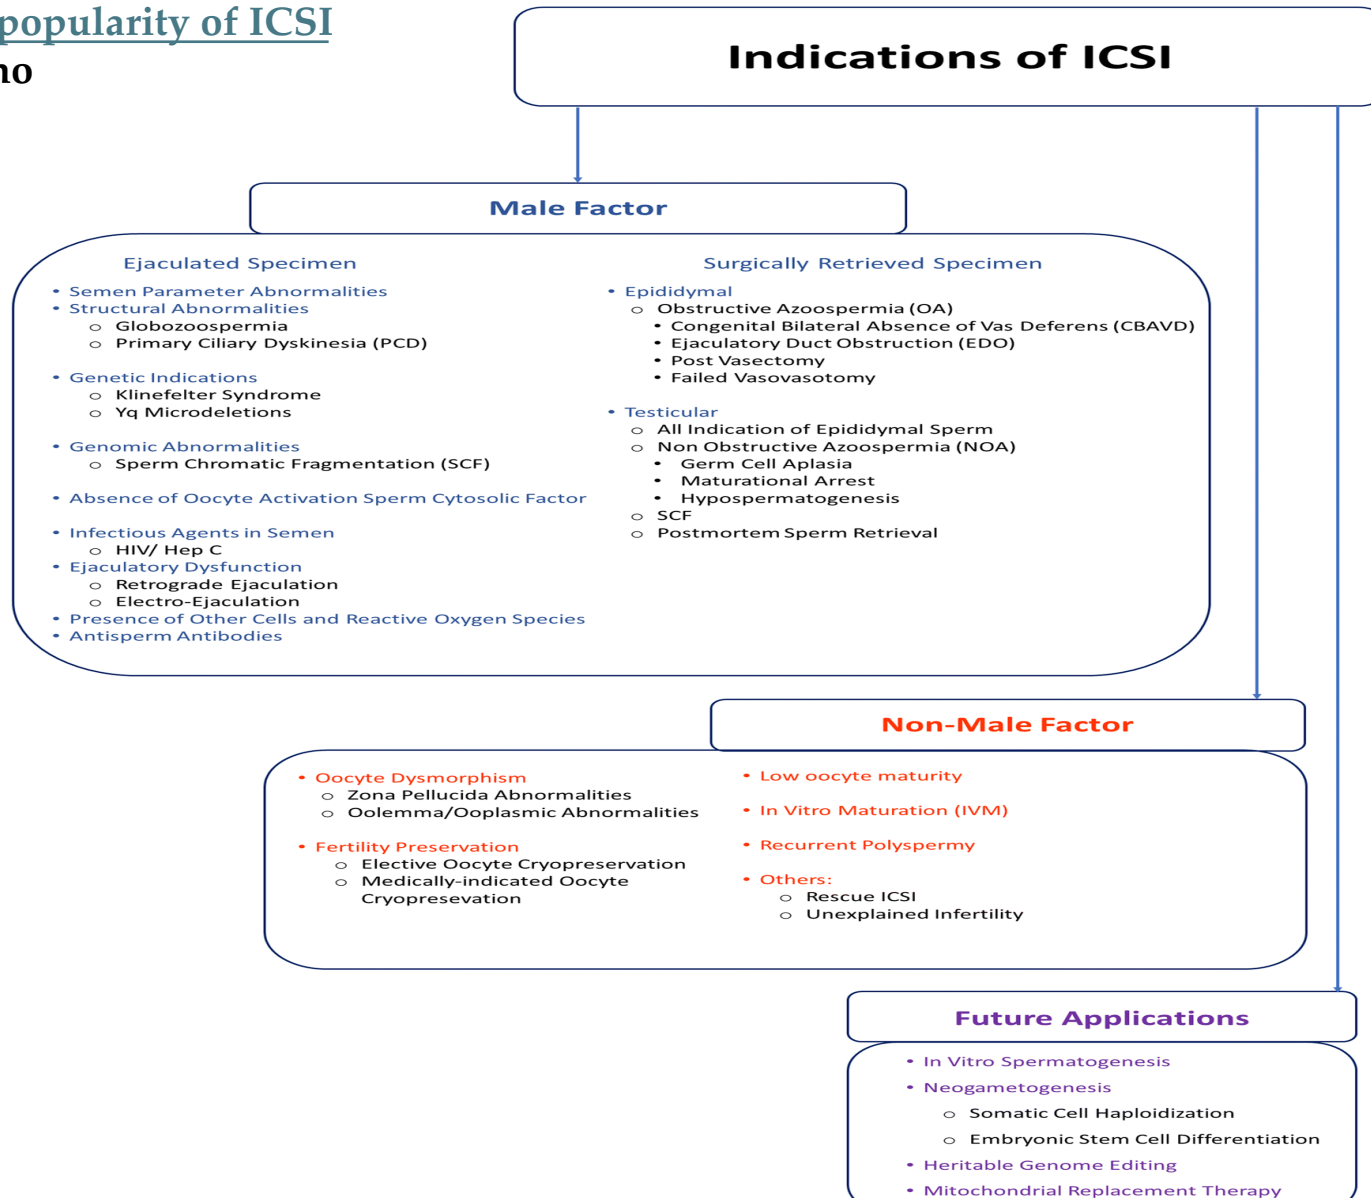 popularity of ICSI
no
Indications of ICSI
Male Factor
Ejaculated Specimen
• Semen Parameter Abnormalities
• Structural Abnormalities
o Globozoospermia
o Primary Ciliary Dyskinesia (PCD)
• Genetic Indications
o Klinefelter Syndrome
o Yq Microdeletions
• Genomic Abnormalities
o Sperm Chromatic Fragmentation (SCF)
• Absence of Oocyte Activation Sperm Cytosolic Factor
• Infectious Agents in Semen
o HIV/ Hep C
• Ejaculatory Dysfunction
o Retrograde Ejaculation
o Electro-Ejaculation
• Presence of Other Cells and Reactive Oxygen Species
• Antisperm Antibodies
Surgically Retrieved Specimen
• Epididymal
o Obstructive Azoospermia (OA)
• Congenital Bilateral Absence of Vas Deferens (CBAVD)
• Ejaculatory Duct Obstruction (EDO)
• Post Vasectomy
• Failed Vasovasotomy
• Testicular
o All Indication of Epididymal Sperm
o Non Obstructive Azoospermia (NOA)
• Germ Cell Aplasia
• Maturational Arrest
• Hypospermatogenesis
o SCF
o Postmortem Sperm Retrieval
Non-Male Factor
• Oocyte Dysmorphism
o Zona Pellucida Abnormalities
o Oolemma/Ooplasmic Abnormalities
• Fertility Preservation
o Elective Oocyte Cryopreservation
o Medically-indicated Oocyte
Cryopresevation
• Low oocyte maturity
• In Vitro Maturation (IVM)
• Recurrent Polyspermy
• Others:
o Rescue ICSI
o Unexplained Infertility
Future Applications
• In Vitro Spermatogenesis
• Neogametogenesis
o Somatic Cell Haploidization
o Embryonic Stem Cell Differentiation
• Heritable Genome Editing
• Mitochondrial Replacement Therapy